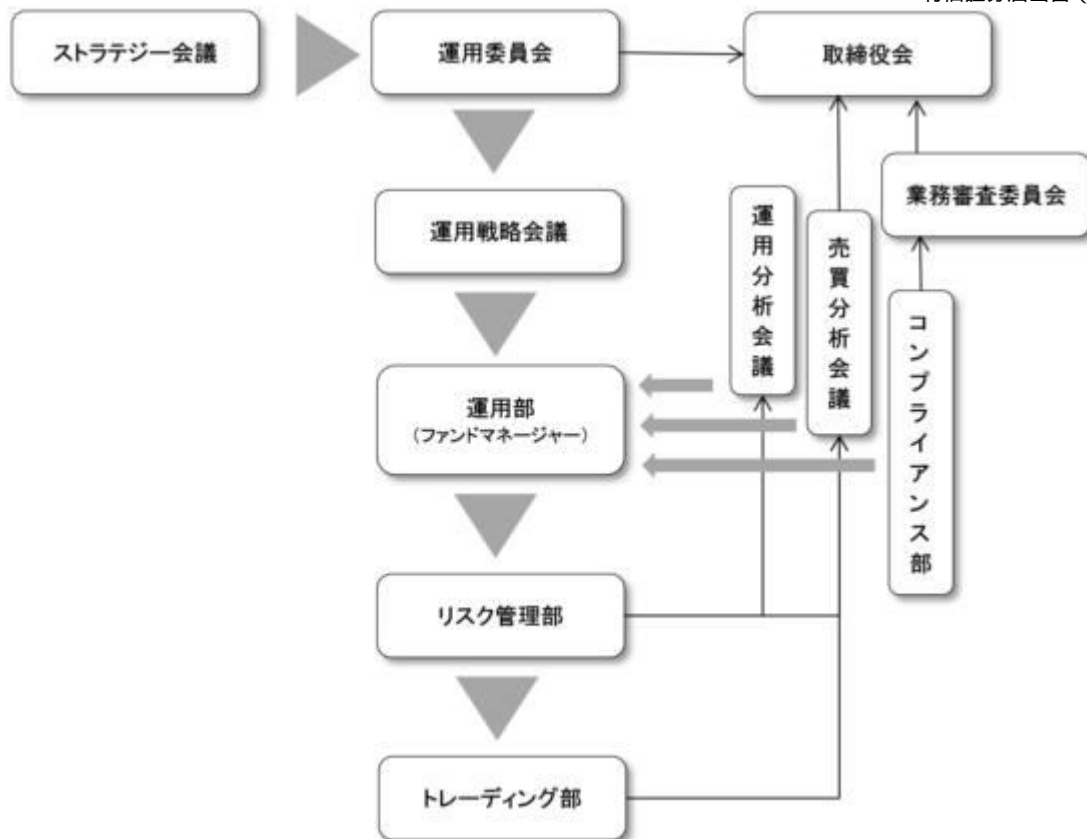 ストラテジー会議
運用委員会
取締役会
業務審査委員会
運用戦略会議
運用分析会議
売買分析会議
コンプライアンス部
運用部
(ファンドマネージャー)
リスク管理部
トレーディング部